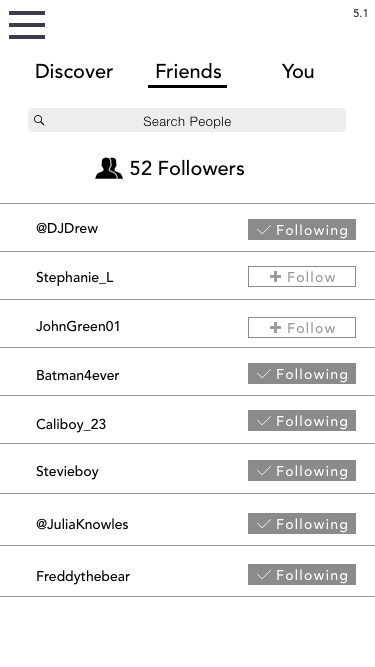 5.1
Discover Friends You
Search People
52 Followers
@DJDrew Following
Stephanie_L Follow
JohnGreen01 Follow
Batman4ever Following
Caliboy_23 Following
Stevieboy Following
@JuliaKnowles Following
Freddythebear Following